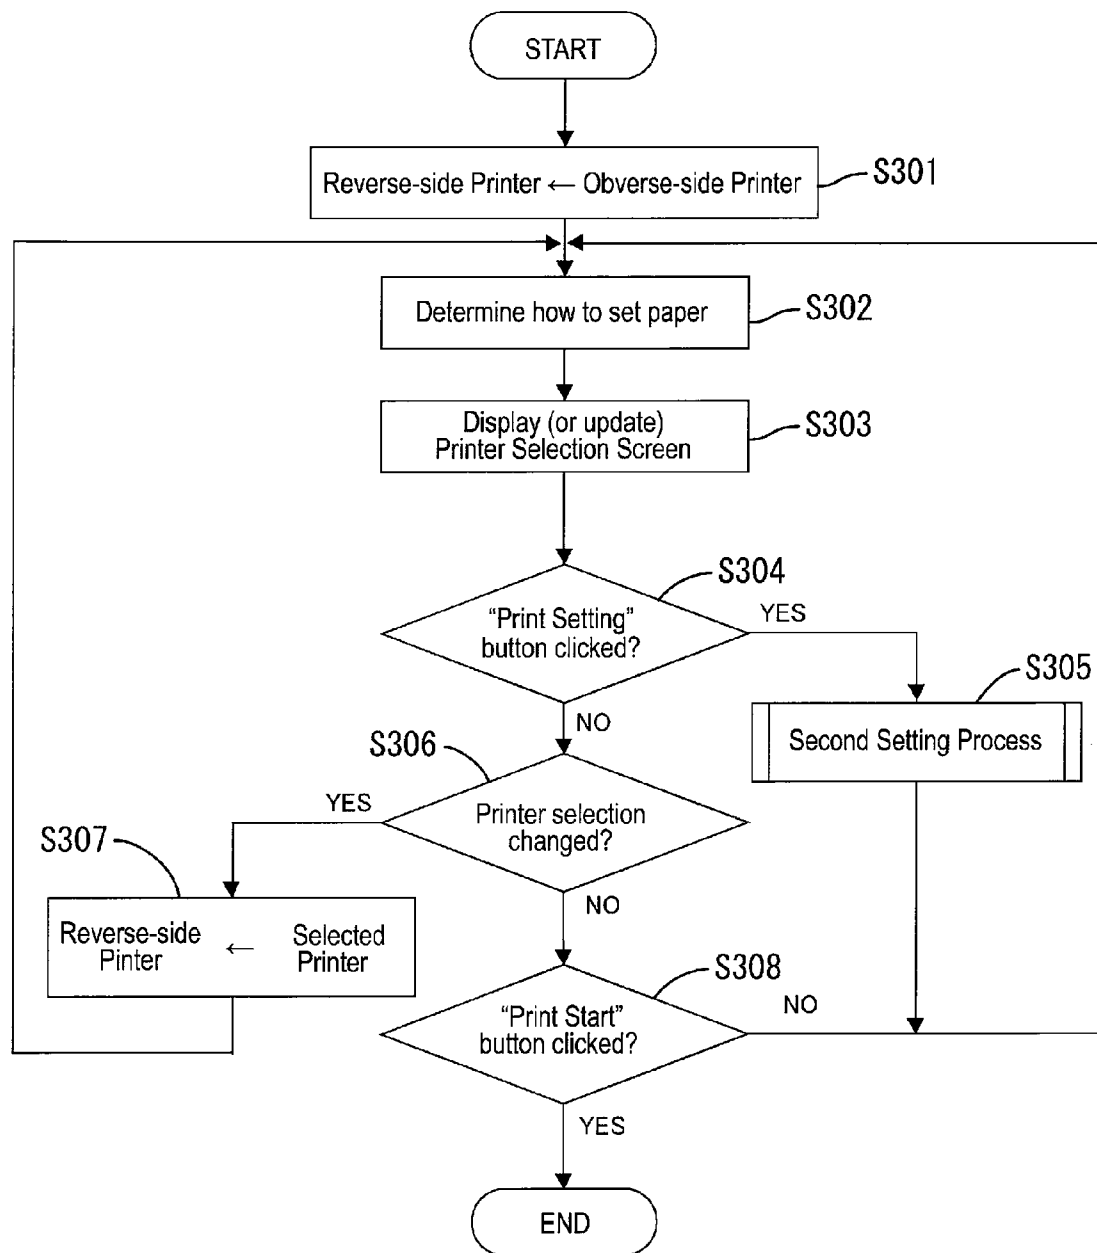 START
Reverse-side Printer ← Obverse-side Printer
S301
Determine how to set paper
S302
Display (or update)
Printer Selection Screen
S303
S304
“Print Setting”
button clicked?
YES
S305
Second Setting Process
NO
S306
YES
Printer selection
changed?
S307
Reverse-side ← Selected
Pinter Printer
NO
S308
“Print Start”
button clicked?
NO
YES
END